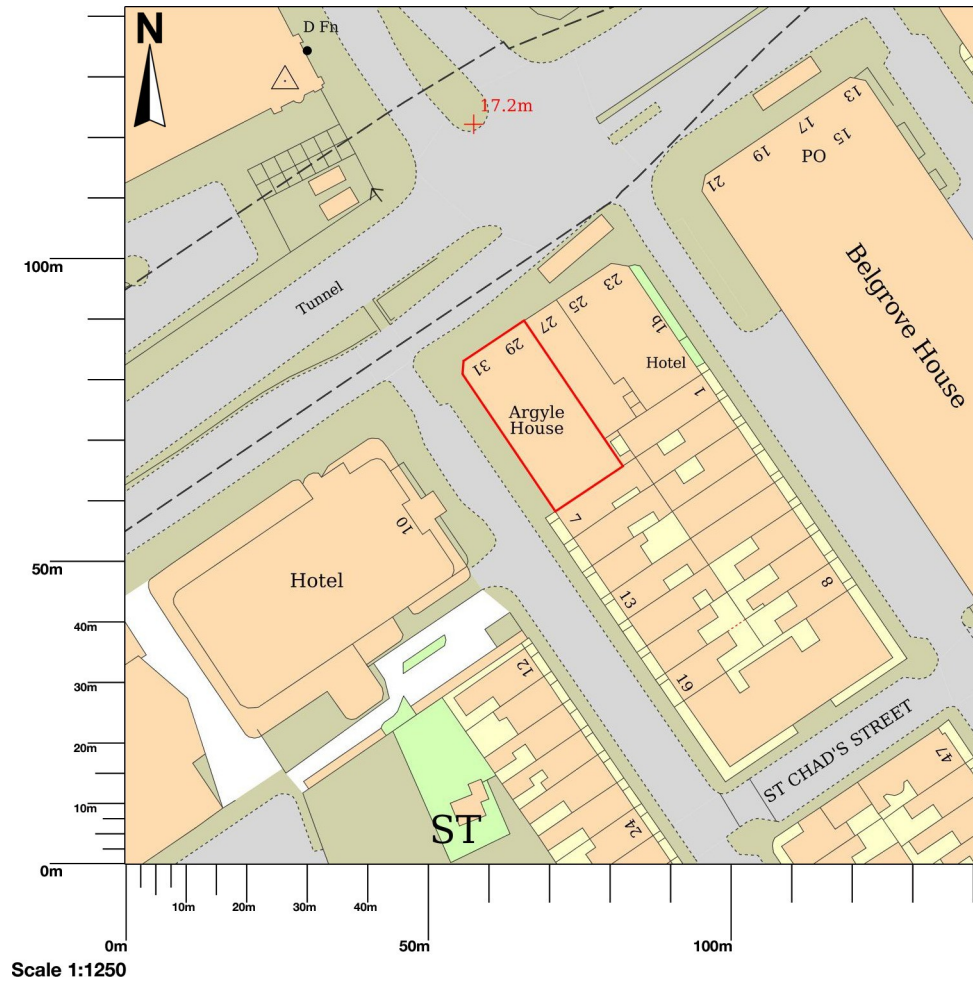 N
D Fn
17.2m
13
17
15
19
PO
21
100m
Tunnel
Belgrove House
23
25
27
1b
29
31
Hotel
1
Argyle
House
7
10
50m
Hotel
8
13
40m
12
19
30m
20m
ST CHAD'S STREET
47
10m
ST
24
0m
10m
20m
30m
40m
0m
50m
100m
Scale 1:1250